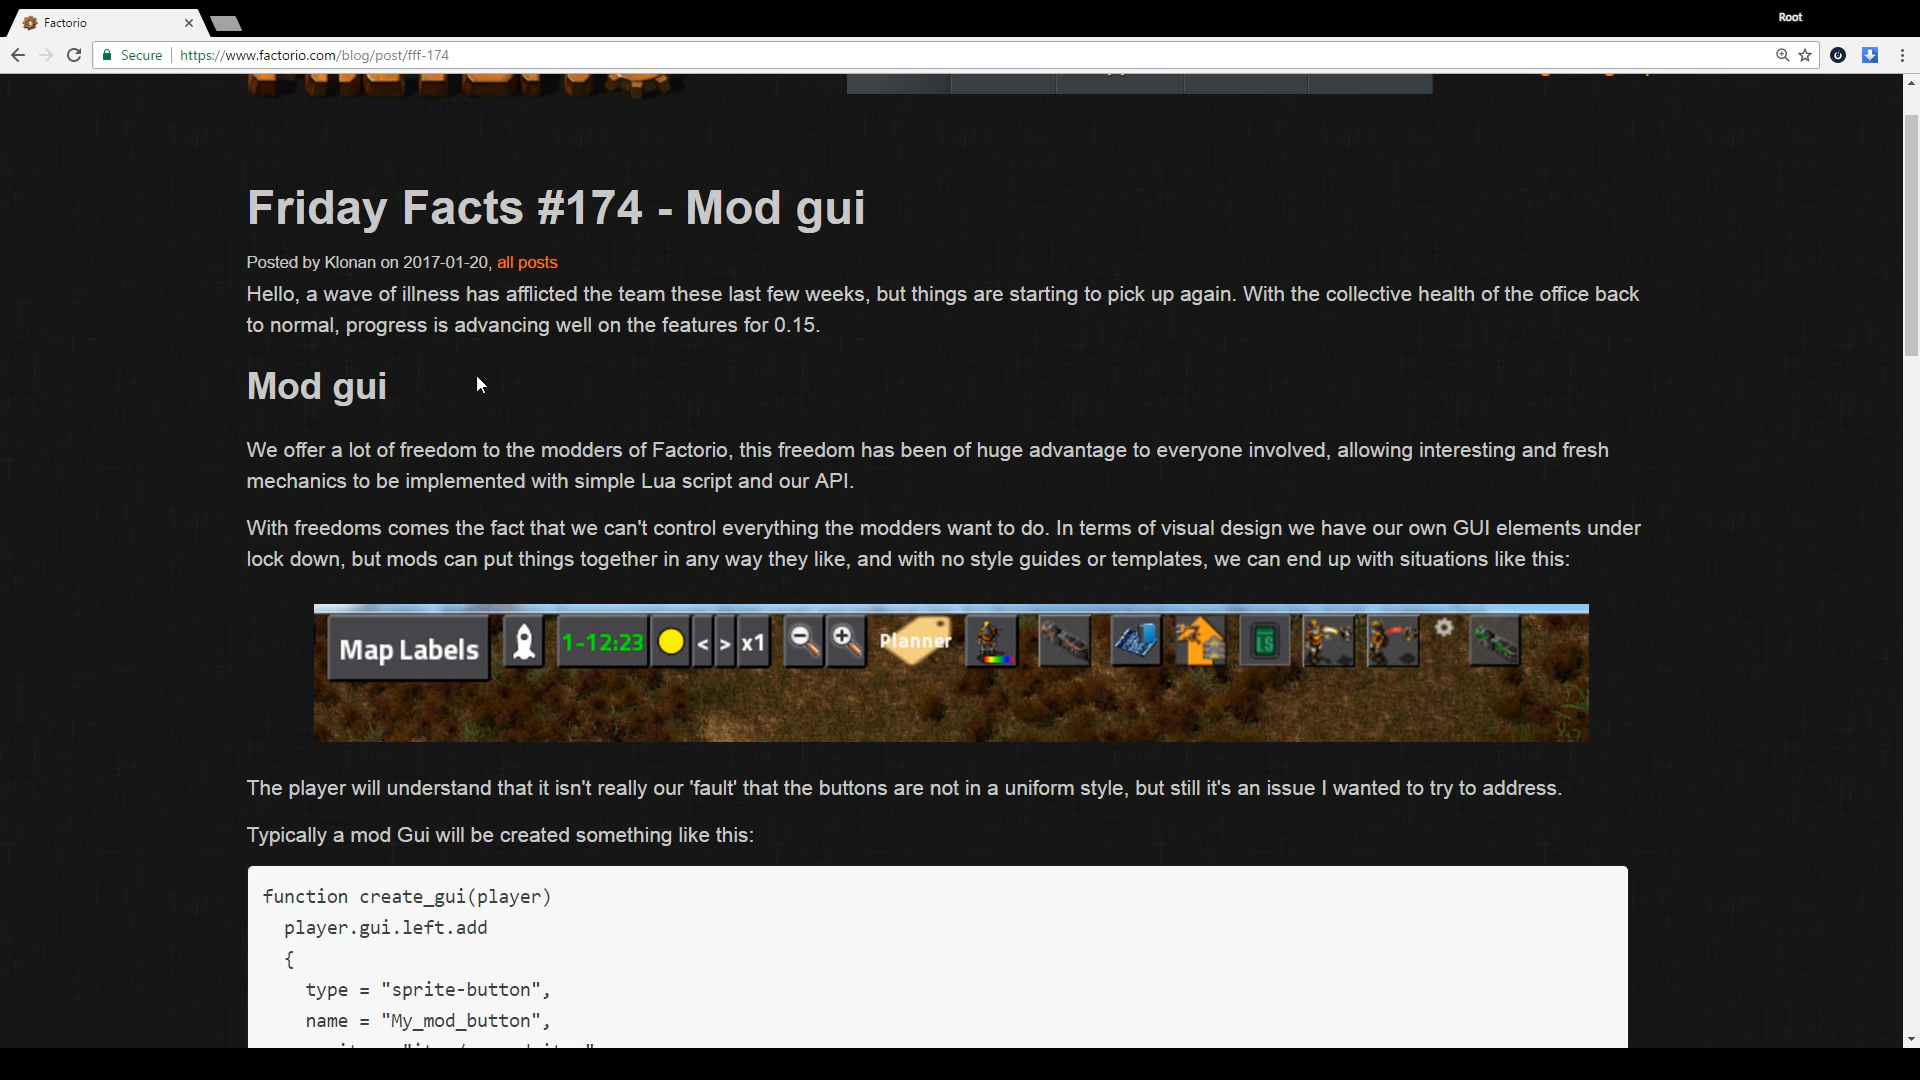 Factorio
Root
Secure
https://www.factorio.com/blog/post/fff-174
Friday Facts #174 - Mod gui
Posted by Klonan on 2017-01-20, all posts
Hello, a wave of illness has afflicted the team these last few weeks, but things are starting to pick up again. With the collective health of the office back
to normal, progress is advancing well on the features for 0.15.
Mod gui
We offer a lot of freedom to the modders of Factorio, this freedom has been of huge advantage to everyone involved, allowing interesting and fresh
mechanics to be implemented with simple Lua script and our API.
With freedoms comes the fact that we can't control everything the modders want to do. In terms of visual design we have our own GUI elements under
lock down, but mods can put things together in any way they like, and with no style guides or templates, we can end up with situations like this:
Map Labels 1-12:23 < > x1 Planner LS
The player will understand that it isn't really our 'fault' that the buttons are not in a uniform style, but still it's an issue I wanted to try to address.
Typically a mod Gui will be created something like this:
function create_gui(player)
player.gui.left.add
{
type = "sprite-button",
name = "My_mod_button",